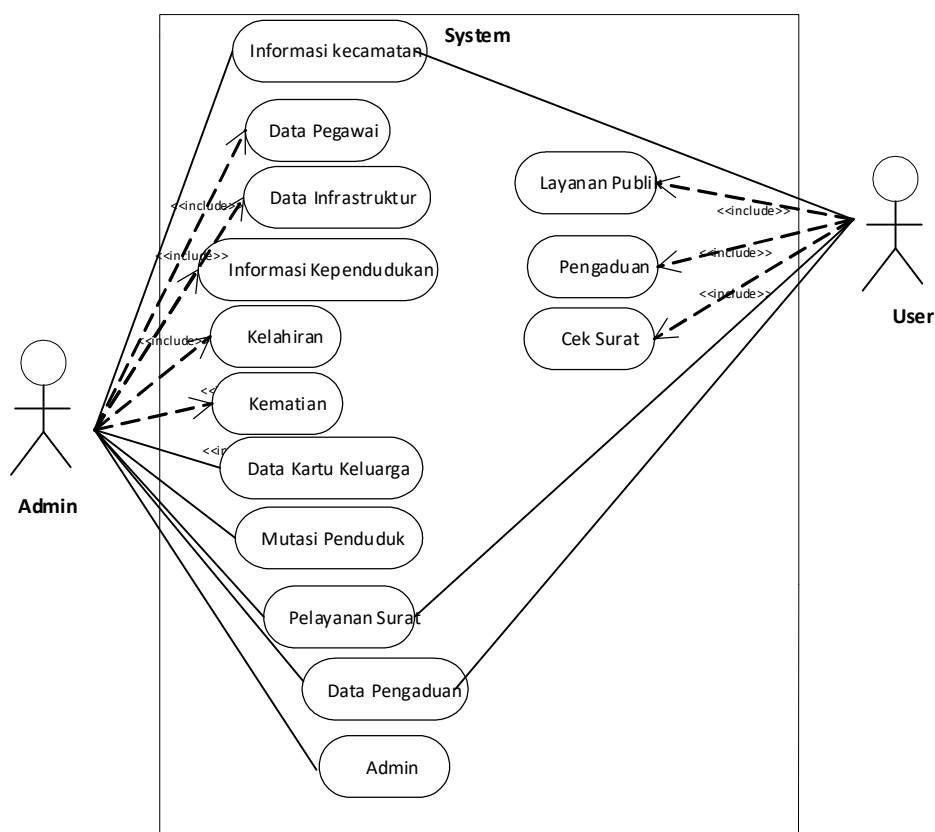 System
Informasi kecamatan
Data Pegawai
Data Infrastruktur
<<include>>
Informasi Kependudukan
<<include>>
Kelahiran
<<include>>
Kematian
Data Kartu Keluarga
Mutasi Penduduk
Pelayanan Surat
Data Pengaduan
Admin
Admin
Layanan Publik
<<include>>
Pengaduan
<<include>>
Cek Surat
<<include>>
User